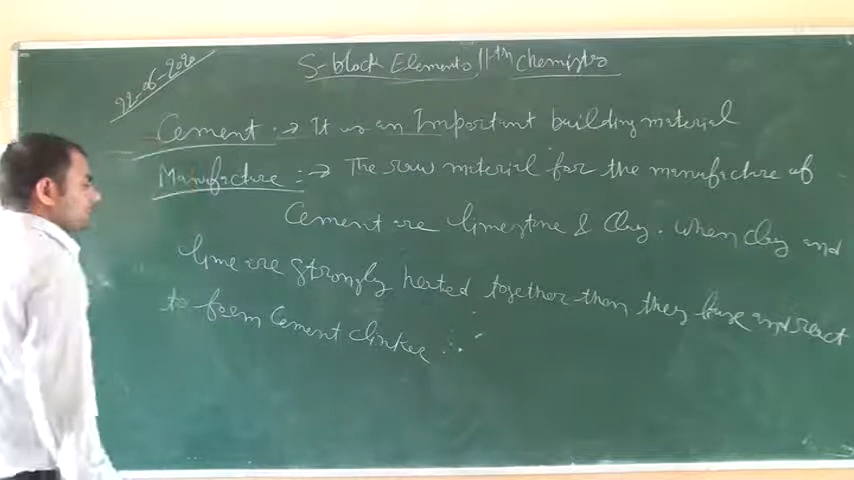 22-06-2020
S-block Elements 11th Chemistry
Cement :→ It is an Important building material
Manufacture :→ The raw material for the manufacture of
Cement are limestone & Clay. When Clay and
lime are strongly heated together then they fuse and react
to form Cement clinker